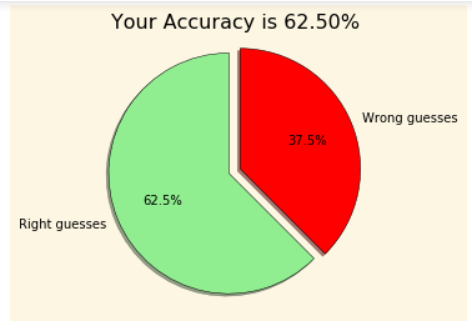 Your Accuracy is 62.50%
Wrong guesses
37.5%
62.5%
Right guesses